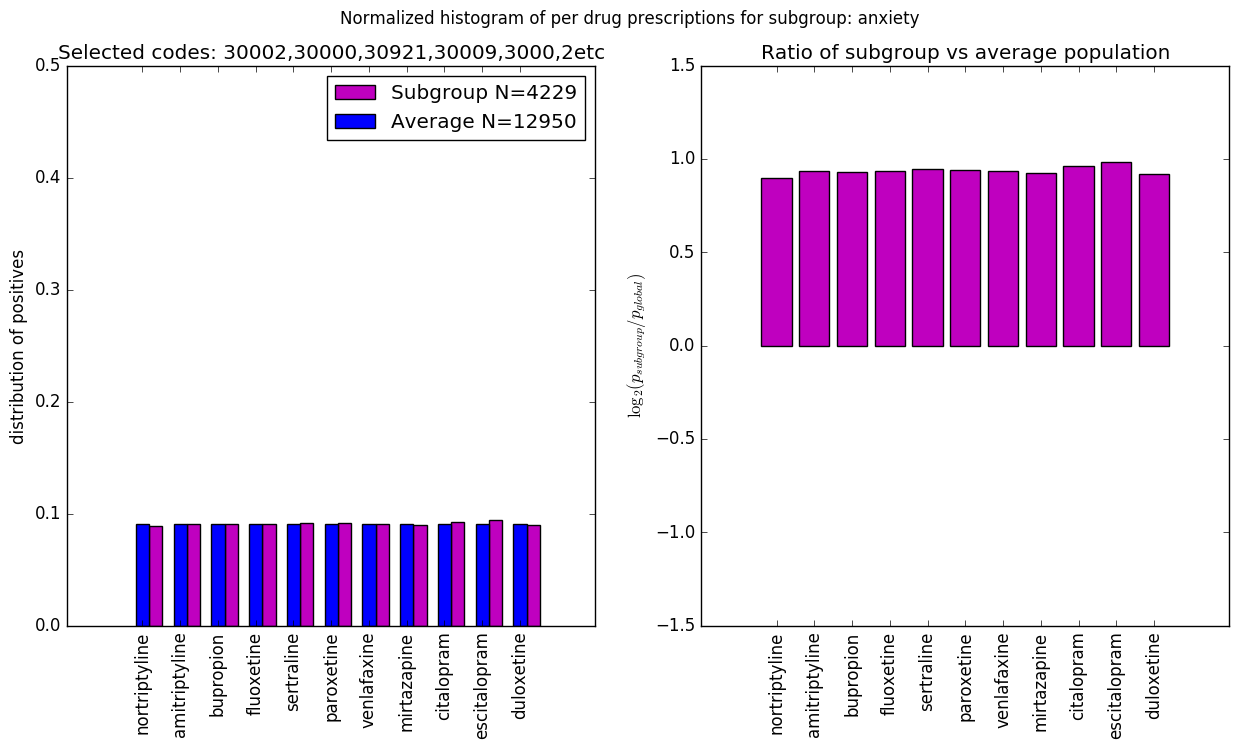 Normalized histogram of per drug prescriptions for subgroup: anxiety
Selected codes: 30002,30000,30921,30009,3000,2etc
Subgroup N=4229
Average N=12950
distribution of positives
0.5
0.4
0.3
0.2
0.1
0.0
nortriptyline
amitriptyline
bupropion
fluoxetine
sertraline
paroxetine
venlafaxine
mirtazapine
citalopram
escitalopram
duloxetine
Ratio of subgroup vs average population
log2(psubgroup/pglobal)
1.5
1.0
0.5
0.0
−0.5
−1.0
−1.5
nortriptyline
amitriptyline
bupropion
fluoxetine
sertraline
paroxetine
venlafaxine
mirtazapine
citalopram
escitalopram
duloxetine